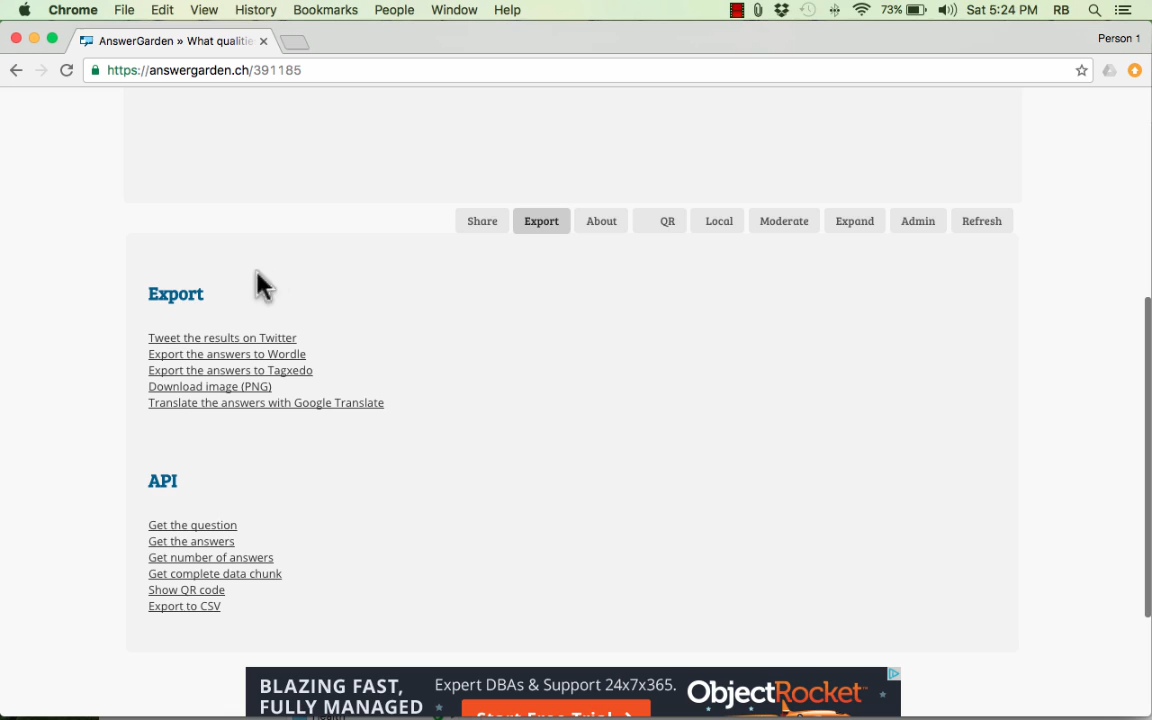 Chrome File Edit View History Bookmarks People Window Help 73% Sat 5:24 PM RB
AnswerGarden » What qualitie Person 1
https://answergarden.ch/391185
Share Export About QR Local Moderate Expand Admin Refresh
Export
Tweet the results on Twitter
Export the answers to Wordle
Export the answers to Tagxedo
Download image (PNG)
Translate the answers with Google Translate
API
Get the question
Get the answers
Get number of answers
Get complete data chunk
Show QR code
Export to CSV
BLAZING FAST, Expert DBAs & Support 24x7x365. ObjectRocket
FULLY MANAGED Start Free Trial